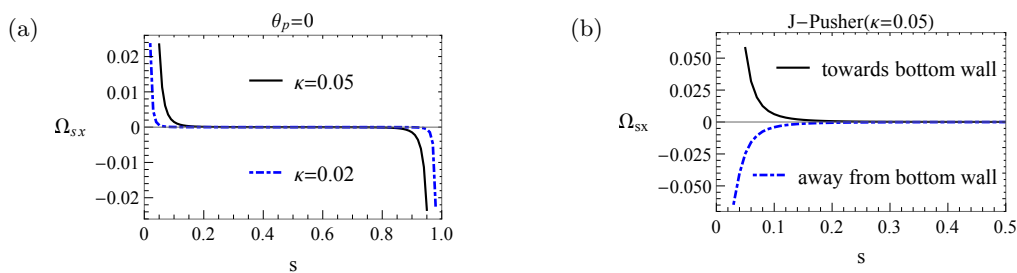 (a)
θp=0
0.02
0.01
0
−0.01
−0.02
Ωsx
κ=0.05
κ=0.02
0 0.2 0.4 0.6 0.8 1.0
s
(b)
J−Pusher(κ=0.05)
0.050
0.025
0
−0.025
−0.050
Ωsx
towards bottom wall
away from bottom wall
0 0.1 0.2 0.3 0.4 0.5
s